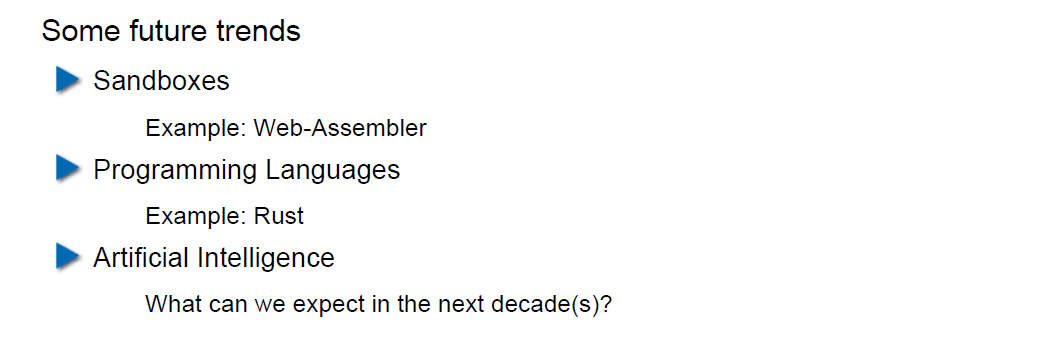 Some future trends
Sandboxes
Example: Web-Assembler
Programming Languages
Example: Rust
Artificial Intelligence
What can we expect in the next decade(s)?